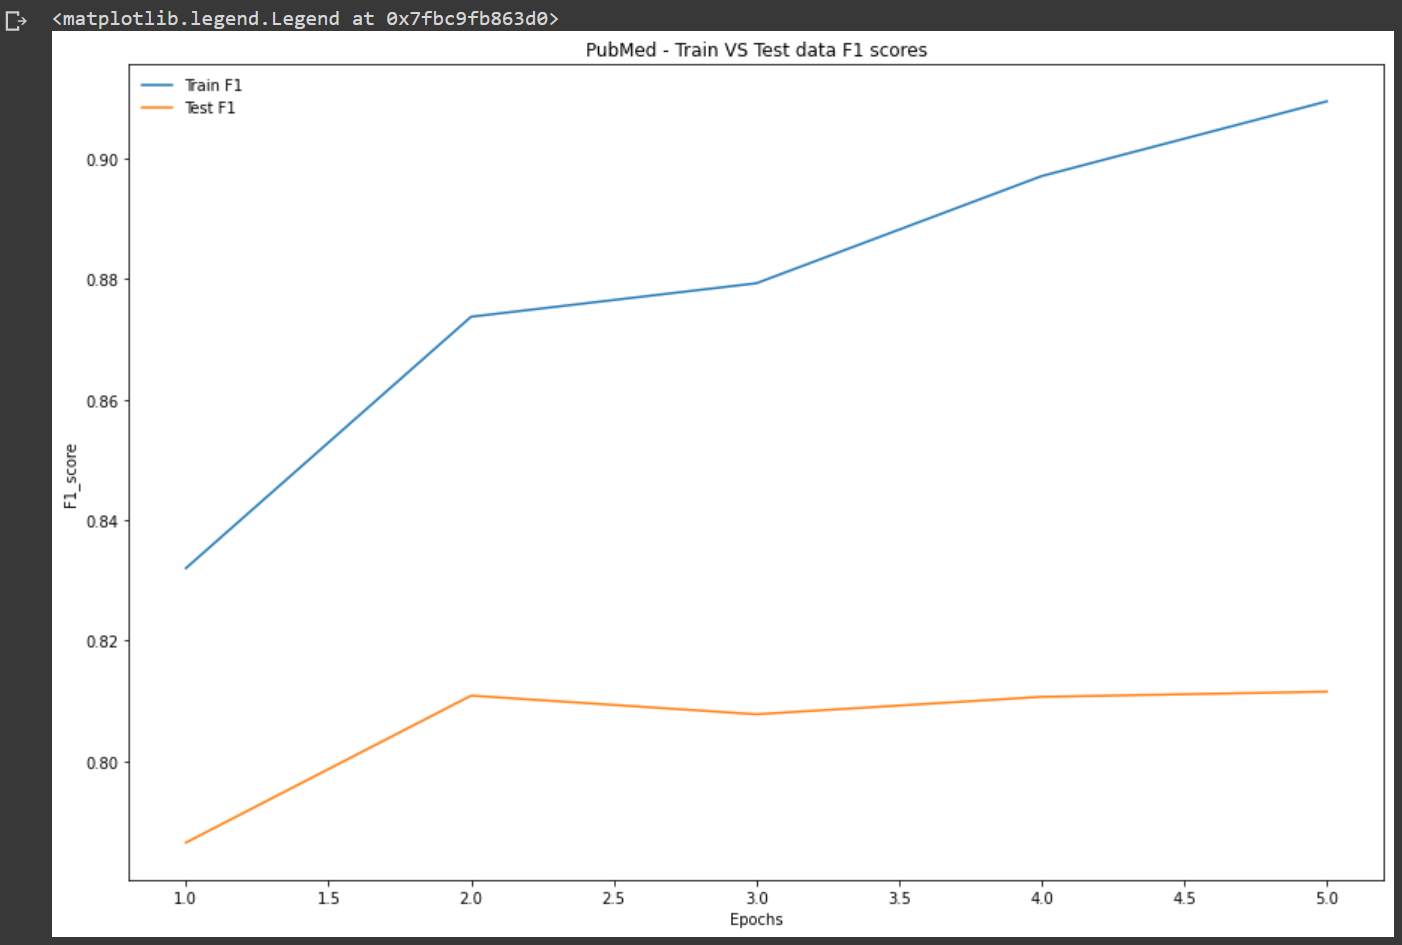 <matplotlib.legend.Legend at 0x7fbc9fb863d0>
PubMed - Train VS Test data F1 scores
Train F1
Test F1
0.90
0.88
0.86
0.84
0.82
0.80
F1_score
1.0 1.5 2.0 2.5 3.0 3.5 4.0 4.5 5.0
Epochs